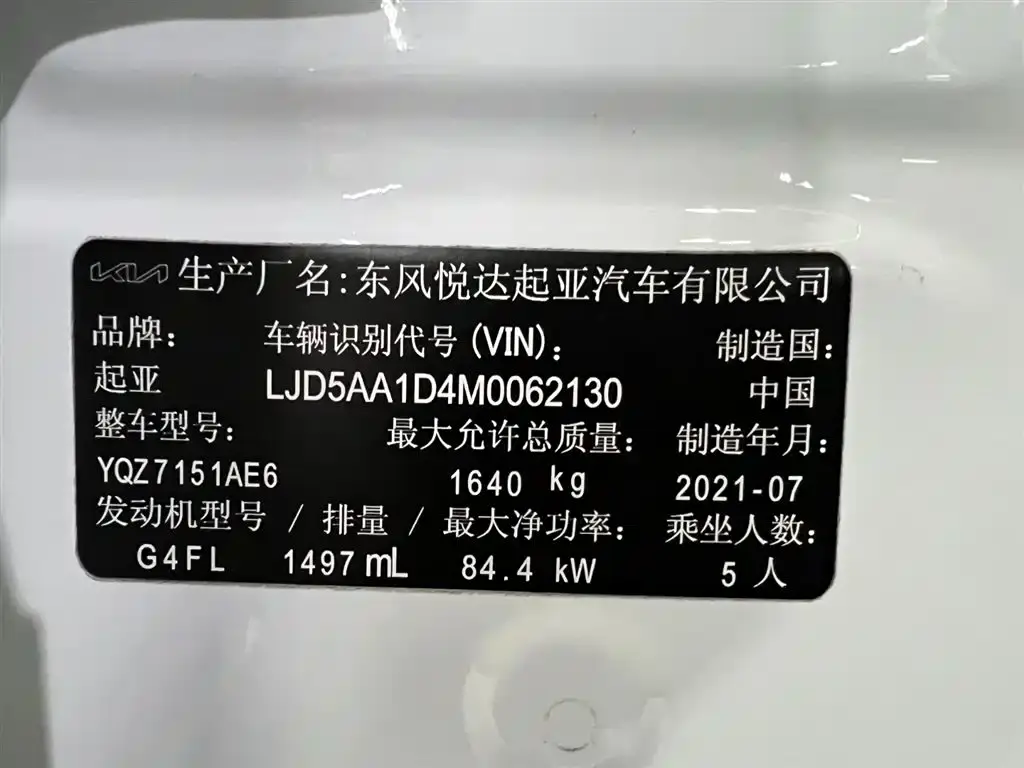 KIA 生产厂名:东风悦达起亚汽车有限公司
品牌: 车辆识别代号(VIN): 制造国:
起亚 LJD5AA1D4M0062130 中国
整车型号: 最大允许总质量: 制造年月:
YQZ7151AE6 1640 kg 2021-07
发动机型号 / 排量 / 最大净功率: 乘坐人数:
G4FL 1497 mL 84.4 kW 5 人